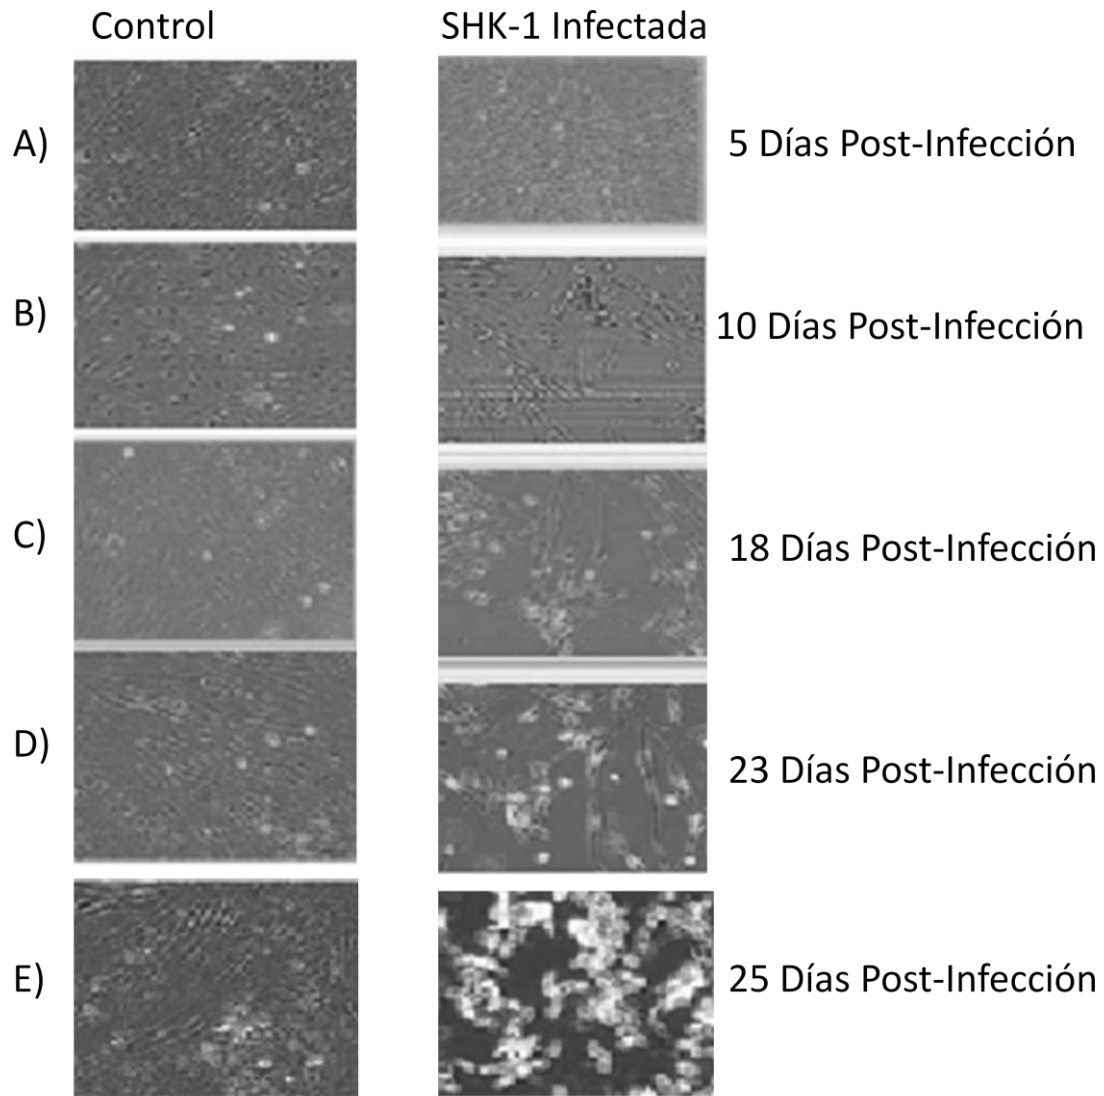 Control
SHK-1 Infectada
A)
5 Días Post-Infección
B)
10 Días Post-Infección
C)
18 Días Post-Infección
D)
23 Días Post-Infección
E)
25 Días Post-Infección